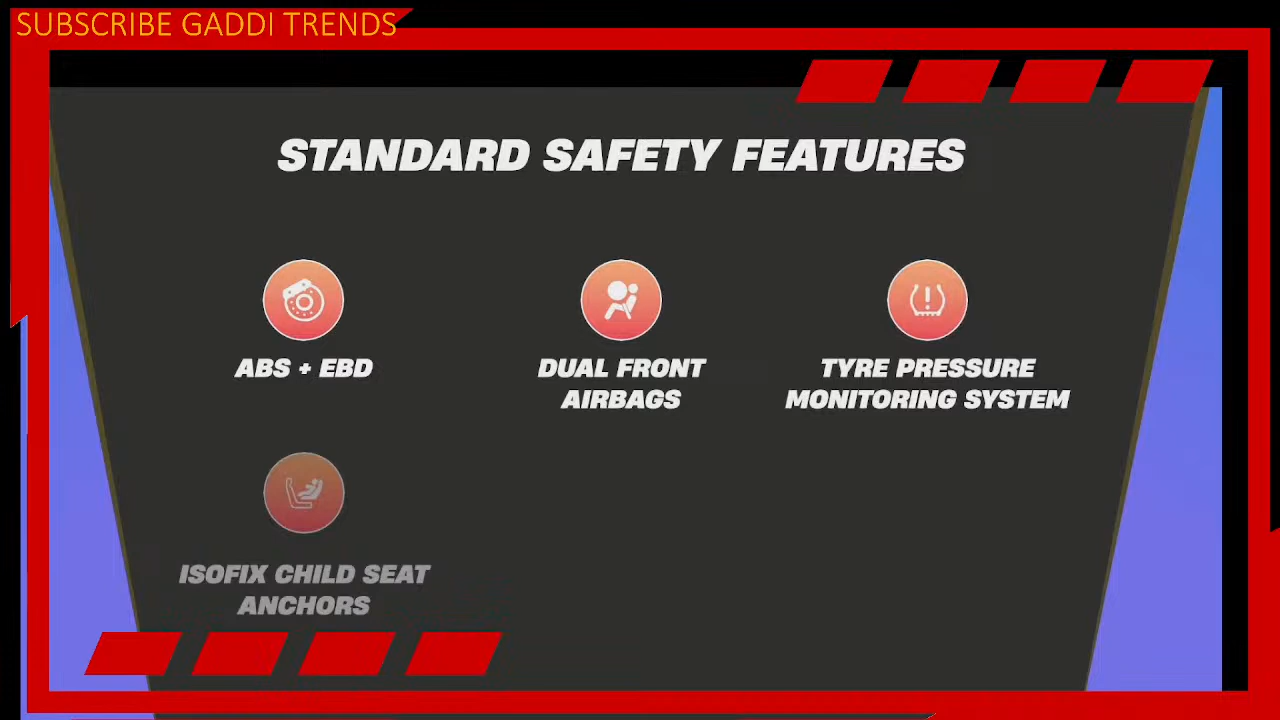 SUBSCRIBE GADDI TRENDS
STANDARD SAFETY FEATURES
ABS + EBD
DUAL FRONT
AIRBAGS
TYRE PRESSURE
MONITORING SYSTEM
ISOFIX CHILD SEAT
ANCHORS